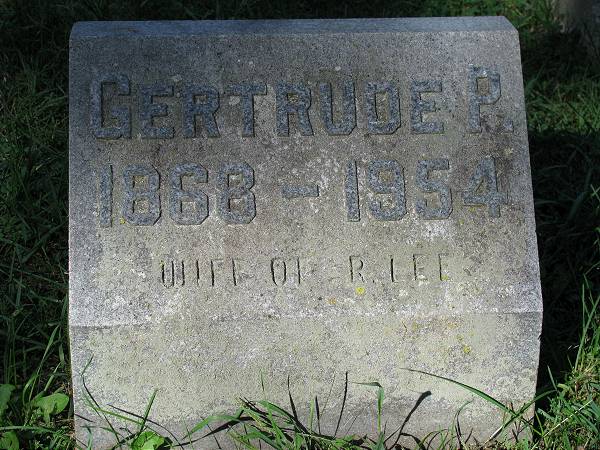 GERTRUDE P.
1868 - 1954
WIFE OF R. LEE